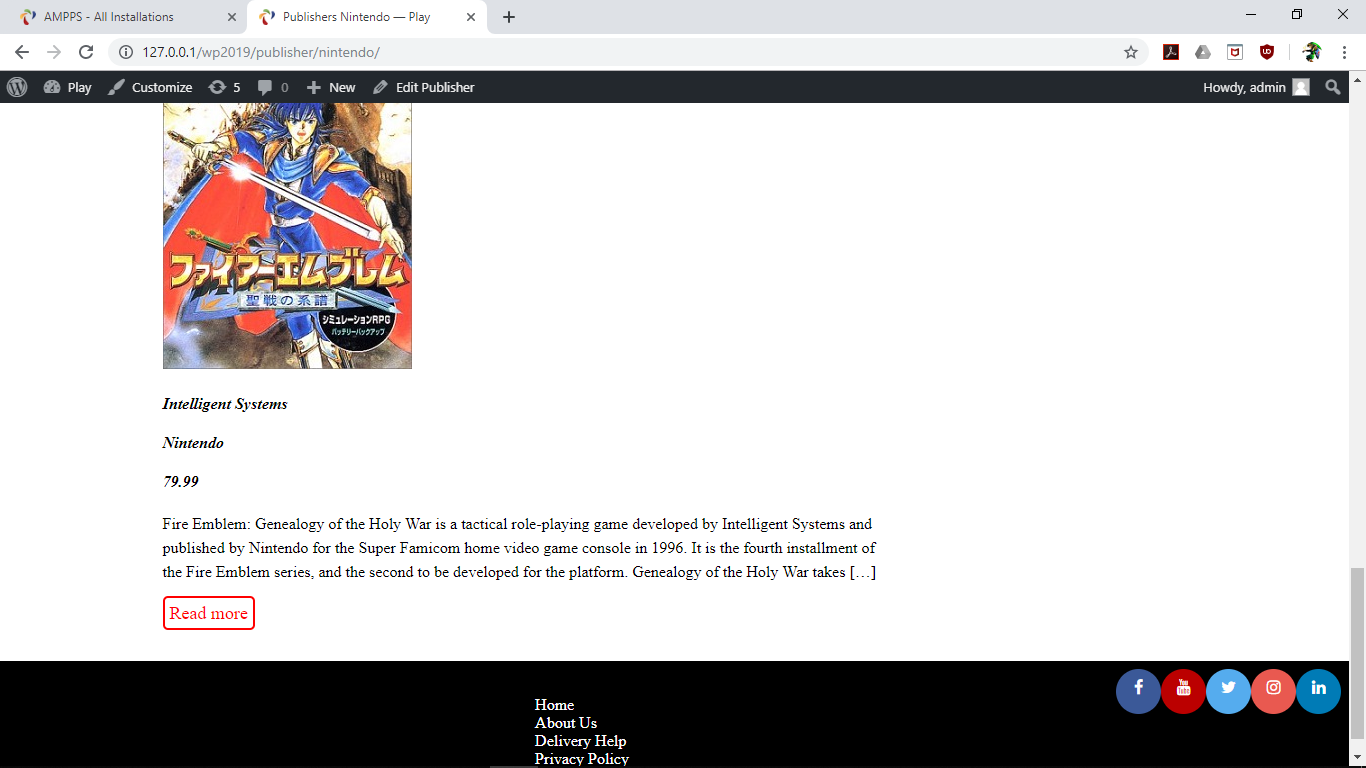 AMPPS - All Installations
Publishers Nintendo — Play
127.0.0.1/wp2019/publisher/nintendo/
Play
Customize
5
0
New
Edit Publisher
Howdy, admin
ファイアーエムブレム
聖戦の系譜
シミュレーションRPG
バッテリーバックアップ
Intelligent Systems
Nintendo
79.99
Fire Emblem: Genealogy of the Holy War is a tactical role-playing game developed by Intelligent Systems and
published by Nintendo for the Super Famicom home video game console in 1996. It is the fourth installment of
the Fire Emblem series, and the second to be developed for the platform. Genealogy of the Holy War takes […]
Read more
Home
About Us
Delivery Help
Privacy Policy
You
Tube
in